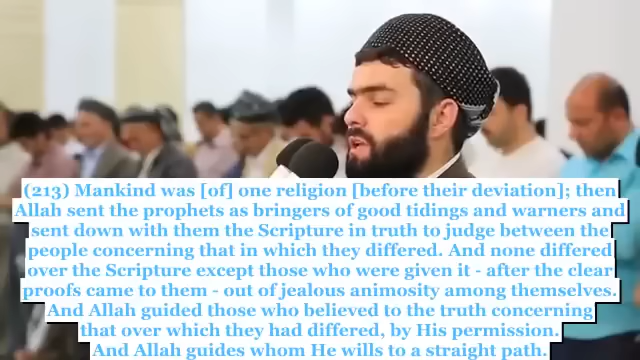 (213) Mankind was [of] one religion [before their deviation]; then
Allah sent the prophets as bringers of good tidings and warners and
sent down with them the Scripture in truth to judge between the
people concerning that in which they differed. And none differed
over the Scripture except those who were given it - after the clear
proofs came to them - out of jealous animosity among themselves.
And Allah guided those who believed to the truth concerning
that over which they had differed, by His permission.
And Allah guides whom He wills to a straight path.